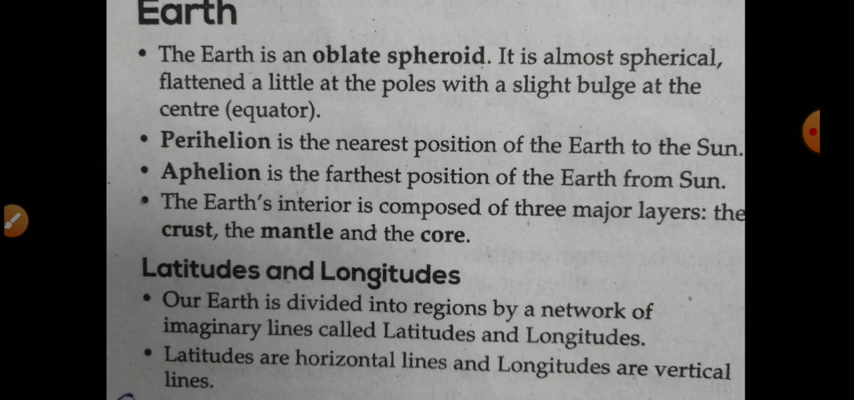 Earth
• The Earth is an oblate spheroid. It is almost spherical,
flattened a little at the poles with a slight bulge at the
centre (equator).
• Perihelion is the nearest position of the Earth to the Sun.
• Aphelion is the farthest position of the Earth from Sun.
• The Earth's interior is composed of three major layers: the
crust, the mantle and the core.
Latitudes and Longitudes
• Our Earth is divided into regions by a network of
imaginary lines called Latitudes and Longitudes.
• Latitudes are horizontal lines and Longitudes are vertical
lines.